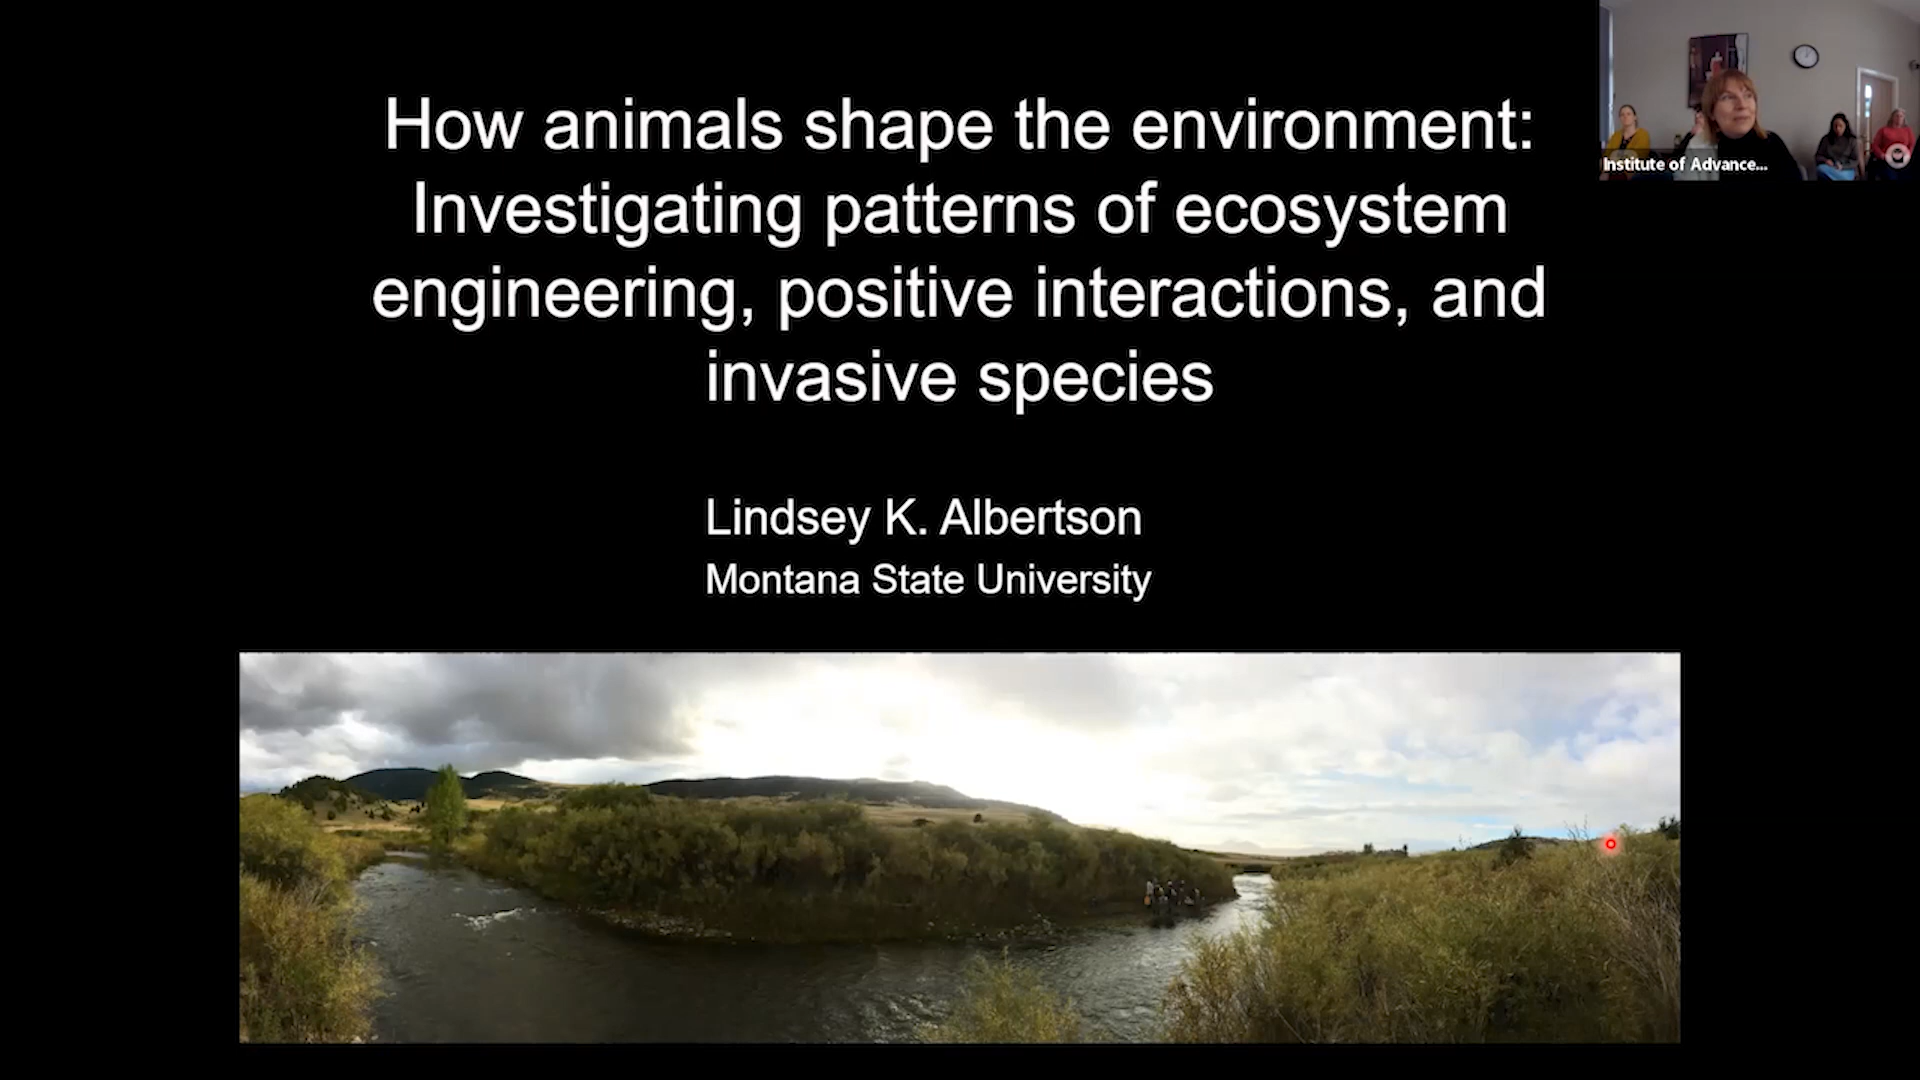 How animals shape the environment:
Investigating patterns of ecosystem
engineering, positive interactions, and
invasive species
Lindsey K. Albertson
Montana State University
Institute of Advance...